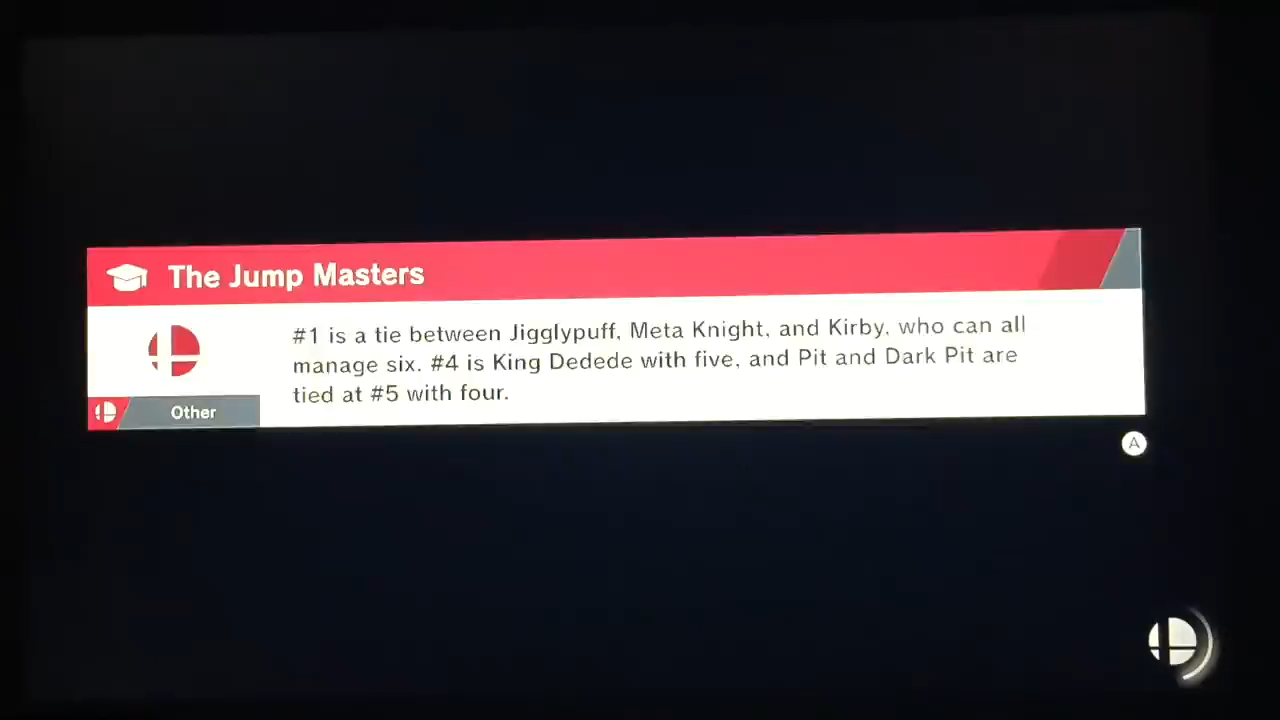 The Jump Masters
#1 is a tie between Jigglypuff, Meta Knight, and Kirby, who can all
manage six. #4 is King Dedede with five, and Pit and Dark Pit are
tied at #5 with four.
Other
A